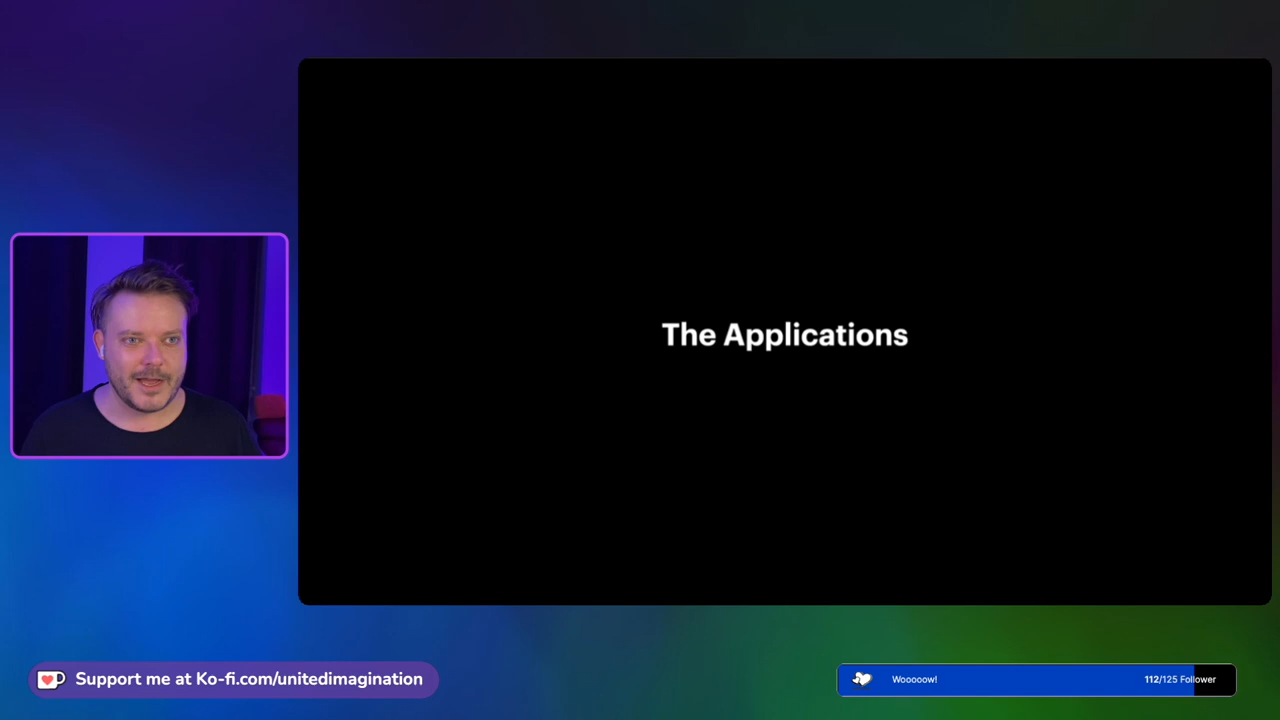 The Applications
Support me at Ko-fi.com/unitedimagination
Wooooow!
112/125 Follower